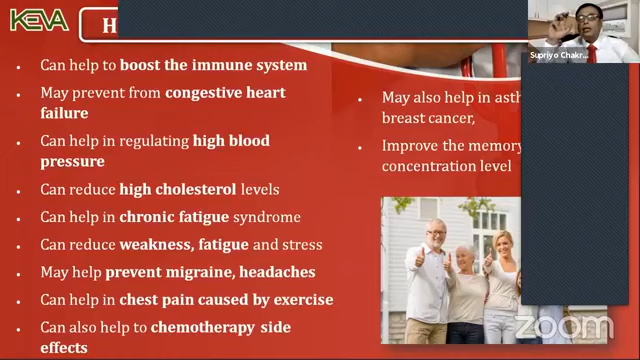 KEVA
H
Supriyo Chakr...
Can help to boost the immune system
May prevent from congestive heart
failure
Can help in regulating high blood
pressure
Can reduce high cholesterol levels
Can help in chronic fatigue syndrome
Can reduce weakness, fatigue and stress
May help prevent migraine, headaches
Can help in chest pain caused by exercise
Can also help to chemotherapy side
effects
May also help in asth
breast cancer,
Improve the memory
concentration level
zoom